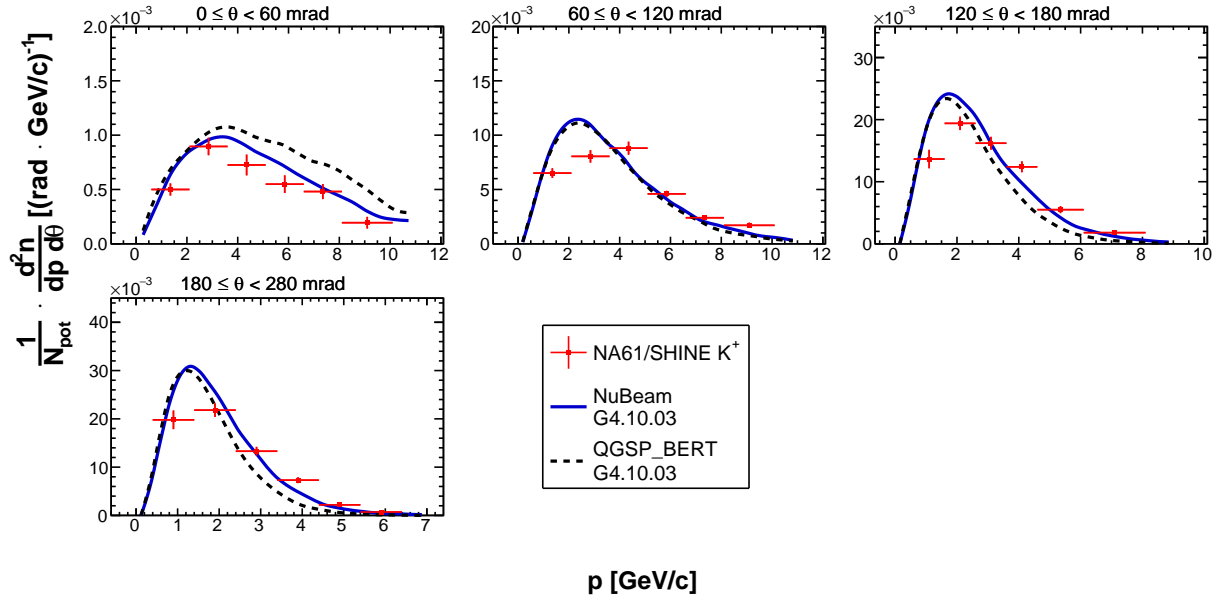 0 ≤ θ < 60 mrad
60 ≤ θ < 120 mrad
120 ≤ θ < 180 mrad
×10⁻³
2.0
1.5
1.0
0.5
0.0
0 2 4 6 8 10 12
×10⁻³
20
15
10
5
0
0 2 4 6 8 10 12
×10⁻³
30
20
10
0
0 2 4 6 8 10
1/N_pot · d²n/dp dθ [(rad · GeV/c)⁻¹]
180 ≤ θ < 280 mrad
×10⁻³
40
30
20
10
0
0 1 2 3 4 5 6 7
NA61/SHINE K⁺
NuBeam
G4.10.03
QGSP_BERT
G4.10.03
p [GeV/c]